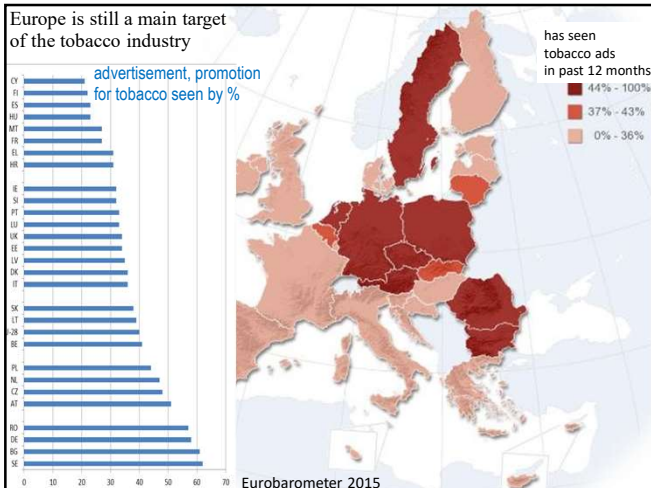 Europe is still a main target
of the tobacco industry
advertisement, promotion
for tobacco seen by %
CY
FI
ES
HU
MT
FR
EL
HR
IE
SI
PT
LU
UK
EE
LV
DK
IT
SK
LT
J-28
BE
PL
NL
CZ
AT
RO
DE
BG
SE
0 10 20 30 40 50 60 70
has seen
tobacco ads
in past 12 months
44% - 100%
37% - 43%
0% - 36%
Eurobarometer 2015